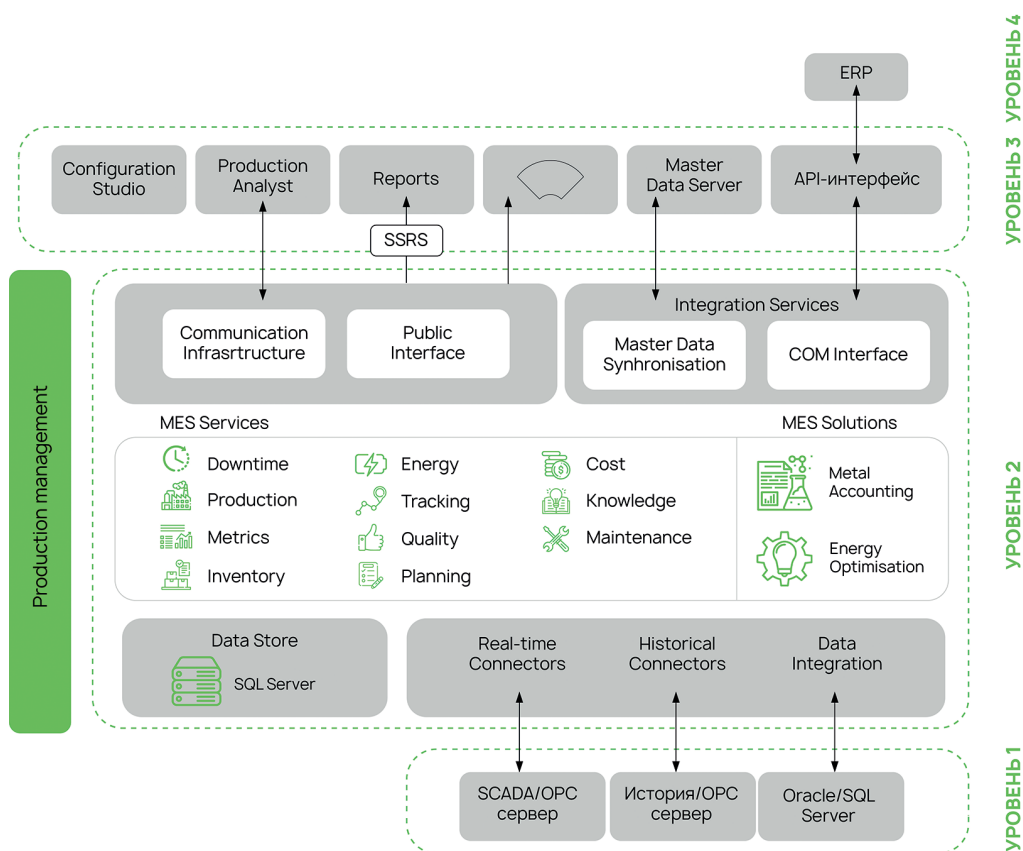 УРОВЕНЬ 4
ERP
УРОВЕНЬ 3
Configuration
Studio
Production
Analyst
Reports
Master
Data Server
API-интерфейс
SSRS
Production management
УРОВЕНЬ 2
Communication
Infrasrtructure
Public
Interface
Integration Services
Master Data
Synhronisation
COM Interface
MES Services
MES Solutions
Downtime
Production
Metrics
Inventory
Energy
Tracking
Quality
Planning
Cost
Knowledge
Maintenance
Metal
Accounting
Energy
Optimisation
Data Store
SQL Server
Real-time
Connectors
Historical
Connectors
Data
Integration
УРОВЕНЬ 1
SCADA/OPC
сервер
История/OPC
сервер
Oracle/SQL
Server